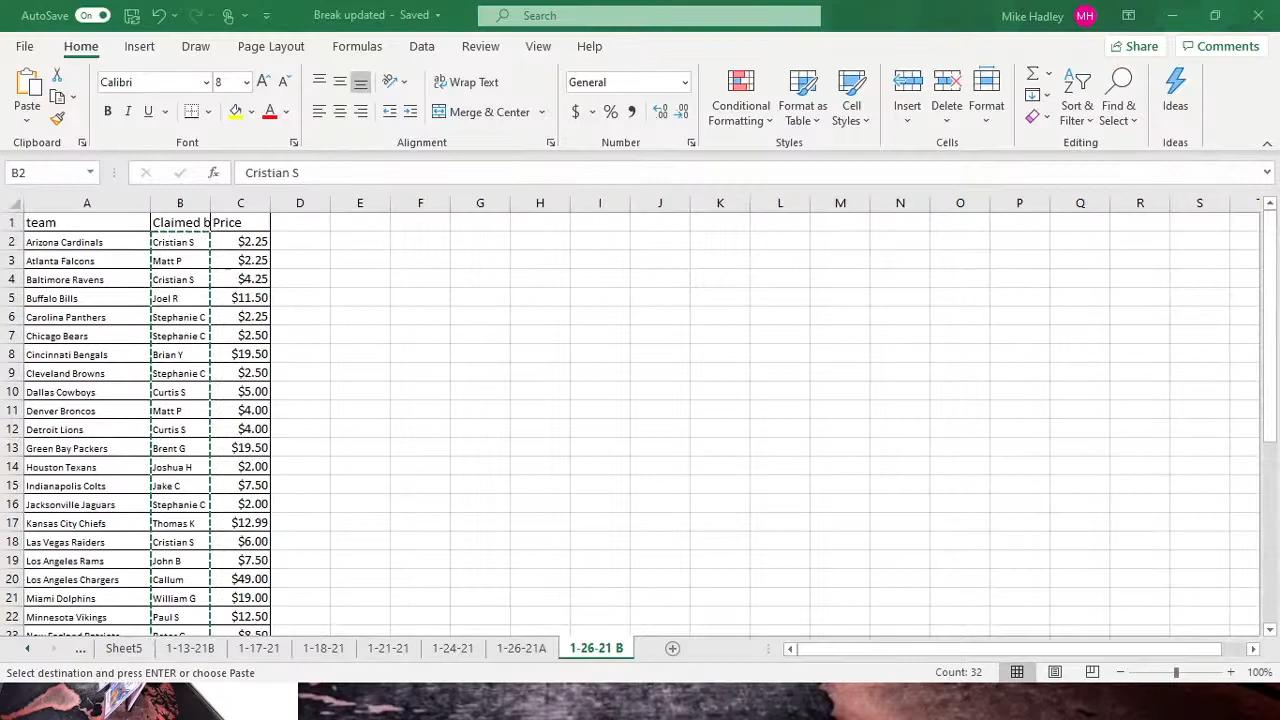 AutoSave On Break updated - Saved Search Mike Hadley MH
File Home Insert Draw Page Layout Formulas Data Review View Help Share Comments
Calibri 8 Wrap Text General
Paste Merge & Center Conditional Formatting Format as Table Cell Styles Insert Delete Format Sort & Filter Find & Select Ideas
Clipboard Font Alignment Number Styles Cells Editing Ideas
B2 Cristian S
A B C D E F G H I J K L M N O P Q R S
1 team Claimed b Price
2 Arizona Cardinals Cristian S $2.25
3 Atlanta Falcons Matt P $2.25
4 Baltimore Ravens Cristian S $4.25
5 Buffalo Bills Joel R $11.50
6 Carolina Panthers Stephanie C $2.25
7 Chicago Bears Stephanie C $2.50
8 Cincinnati Bengals Brian Y $19.50
9 Cleveland Browns Stephanie C $2.50
10 Dallas Cowboys Curtis S $5.00
11 Denver Broncos Matt P $4.00
12 Detroit Lions Curtis S $4.00
13 Green Bay Packers Brent G $19.50
14 Houston Texans Joshua H $2.00
15 Indianapolis Colts Jake C $7.50
16 Jacksonville Jaguars Stephanie C $2.00
17 Kansas City Chiefs Thomas K $12.99
18 Las Vegas Raiders Cristian S $6.00
19 Los Angeles Rams John B $7.50
20 Los Angeles Chargers Callum $49.00
21 Miami Dolphins William G $19.00
22 Minnesota Vikings Paul S $12.50
23 New England Patriots $8.50
... Sheet5 1-13-21B 1-17-21 1-18-21 1-21-21 1-24-21 1-26-21A 1-26-21 B
Select destination and press ENTER or choose Paste Count: 32 100%